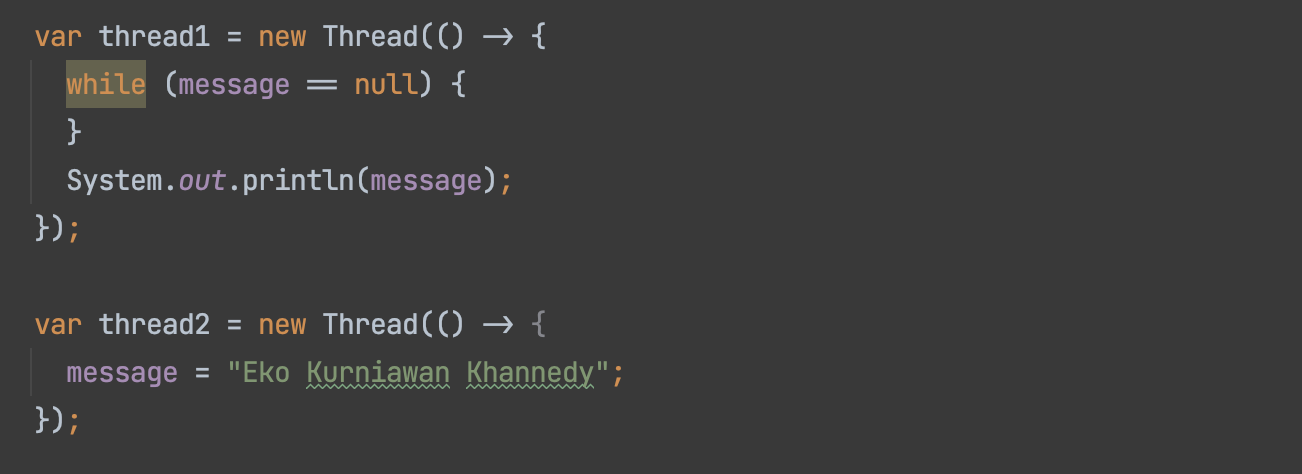 var thread1 = new Thread(() -> {
  while (message == null) {
  }
  System.out.println(message);
});

var thread2 = new Thread(() -> {
  message = "Eko Kurniawan Khannedy";
});